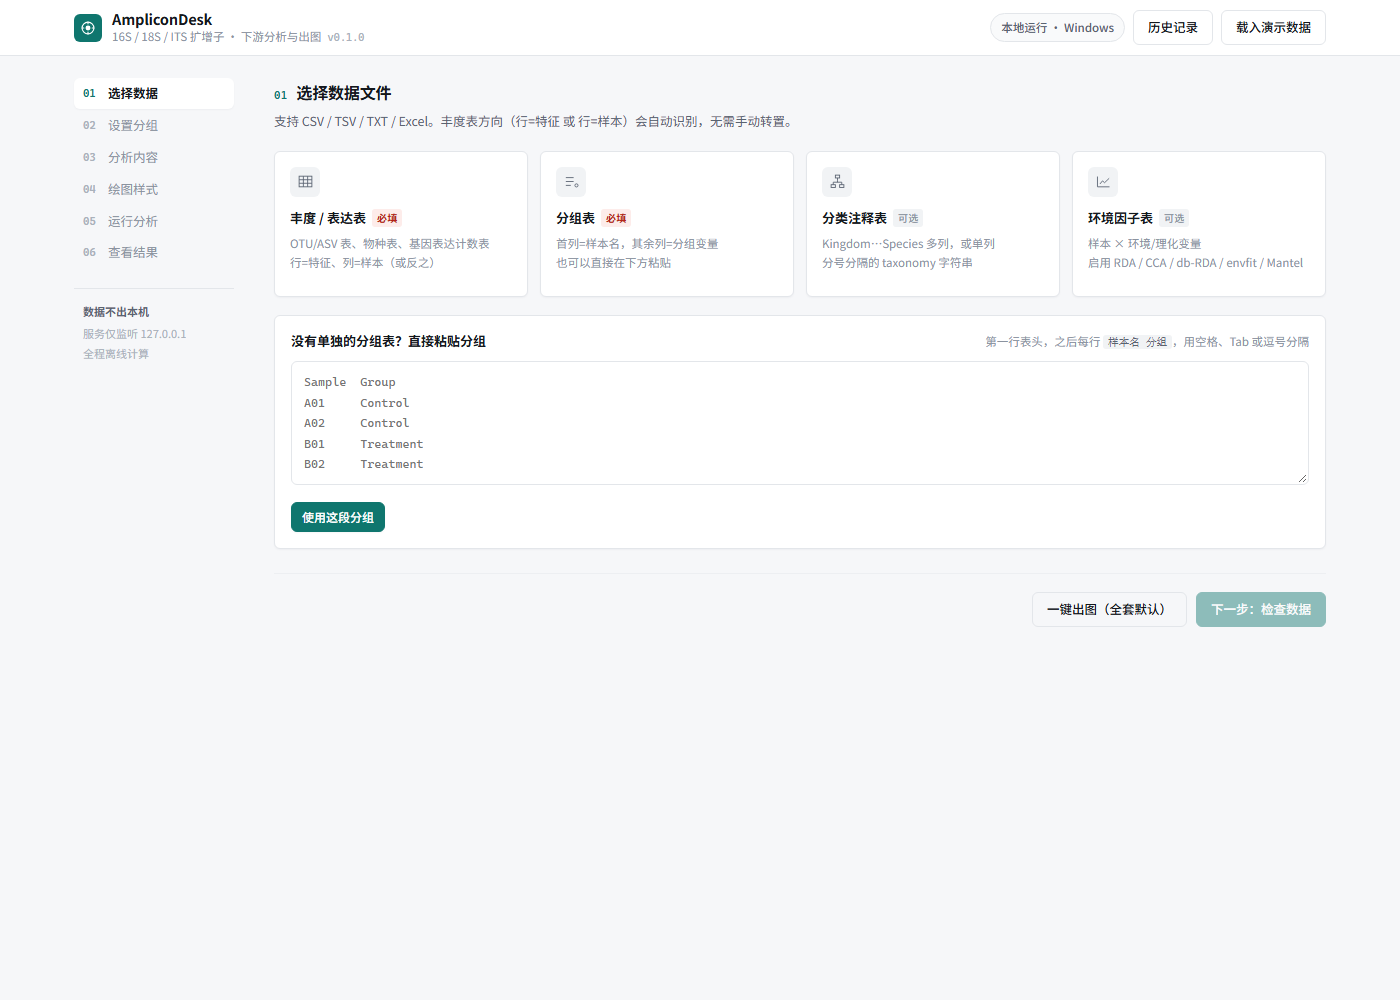 AmpliconDesk
16S / 18S / ITS 扩增子 · 下游分析与出图 v0.1.0
本地运行 · Windows
历史记录
载入演示数据
01 选择数据
02 设置分组
03 分析内容
04 绘图样式
05 运行分析
06 查看结果
数据不出本机
服务仅监听 127.0.0.1
全程离线计算
01 选择数据文件
支持 CSV / TSV / TXT / Excel。丰度表方向（行=特征 或 行=样本）会自动识别，无需手动转置。
丰度 / 表达表 必填
OTU/ASV 表、物种表、基因表达计数表
行=特征、列=样本（或反之）
分组表 必填
首列=样本名，其余列=分组变量
也可以直接在下方粘贴
分类注释表 可选
Kingdom…Species 多列，或单列
分号分隔的 taxonomy 字符串
环境因子表 可选
样本 × 环境/理化变量
启用 RDA / CCA / db-RDA / envfit / Mantel
没有单独的分组表？直接粘贴分组
第一行表头，之后每行 样本名 分组 ，用空格、Tab 或逗号分隔
Sample Group
A01 Control
A02 Control
B01 Treatment
B02 Treatment
使用这段分组
一键出图（全套默认）
下一步：检查数据